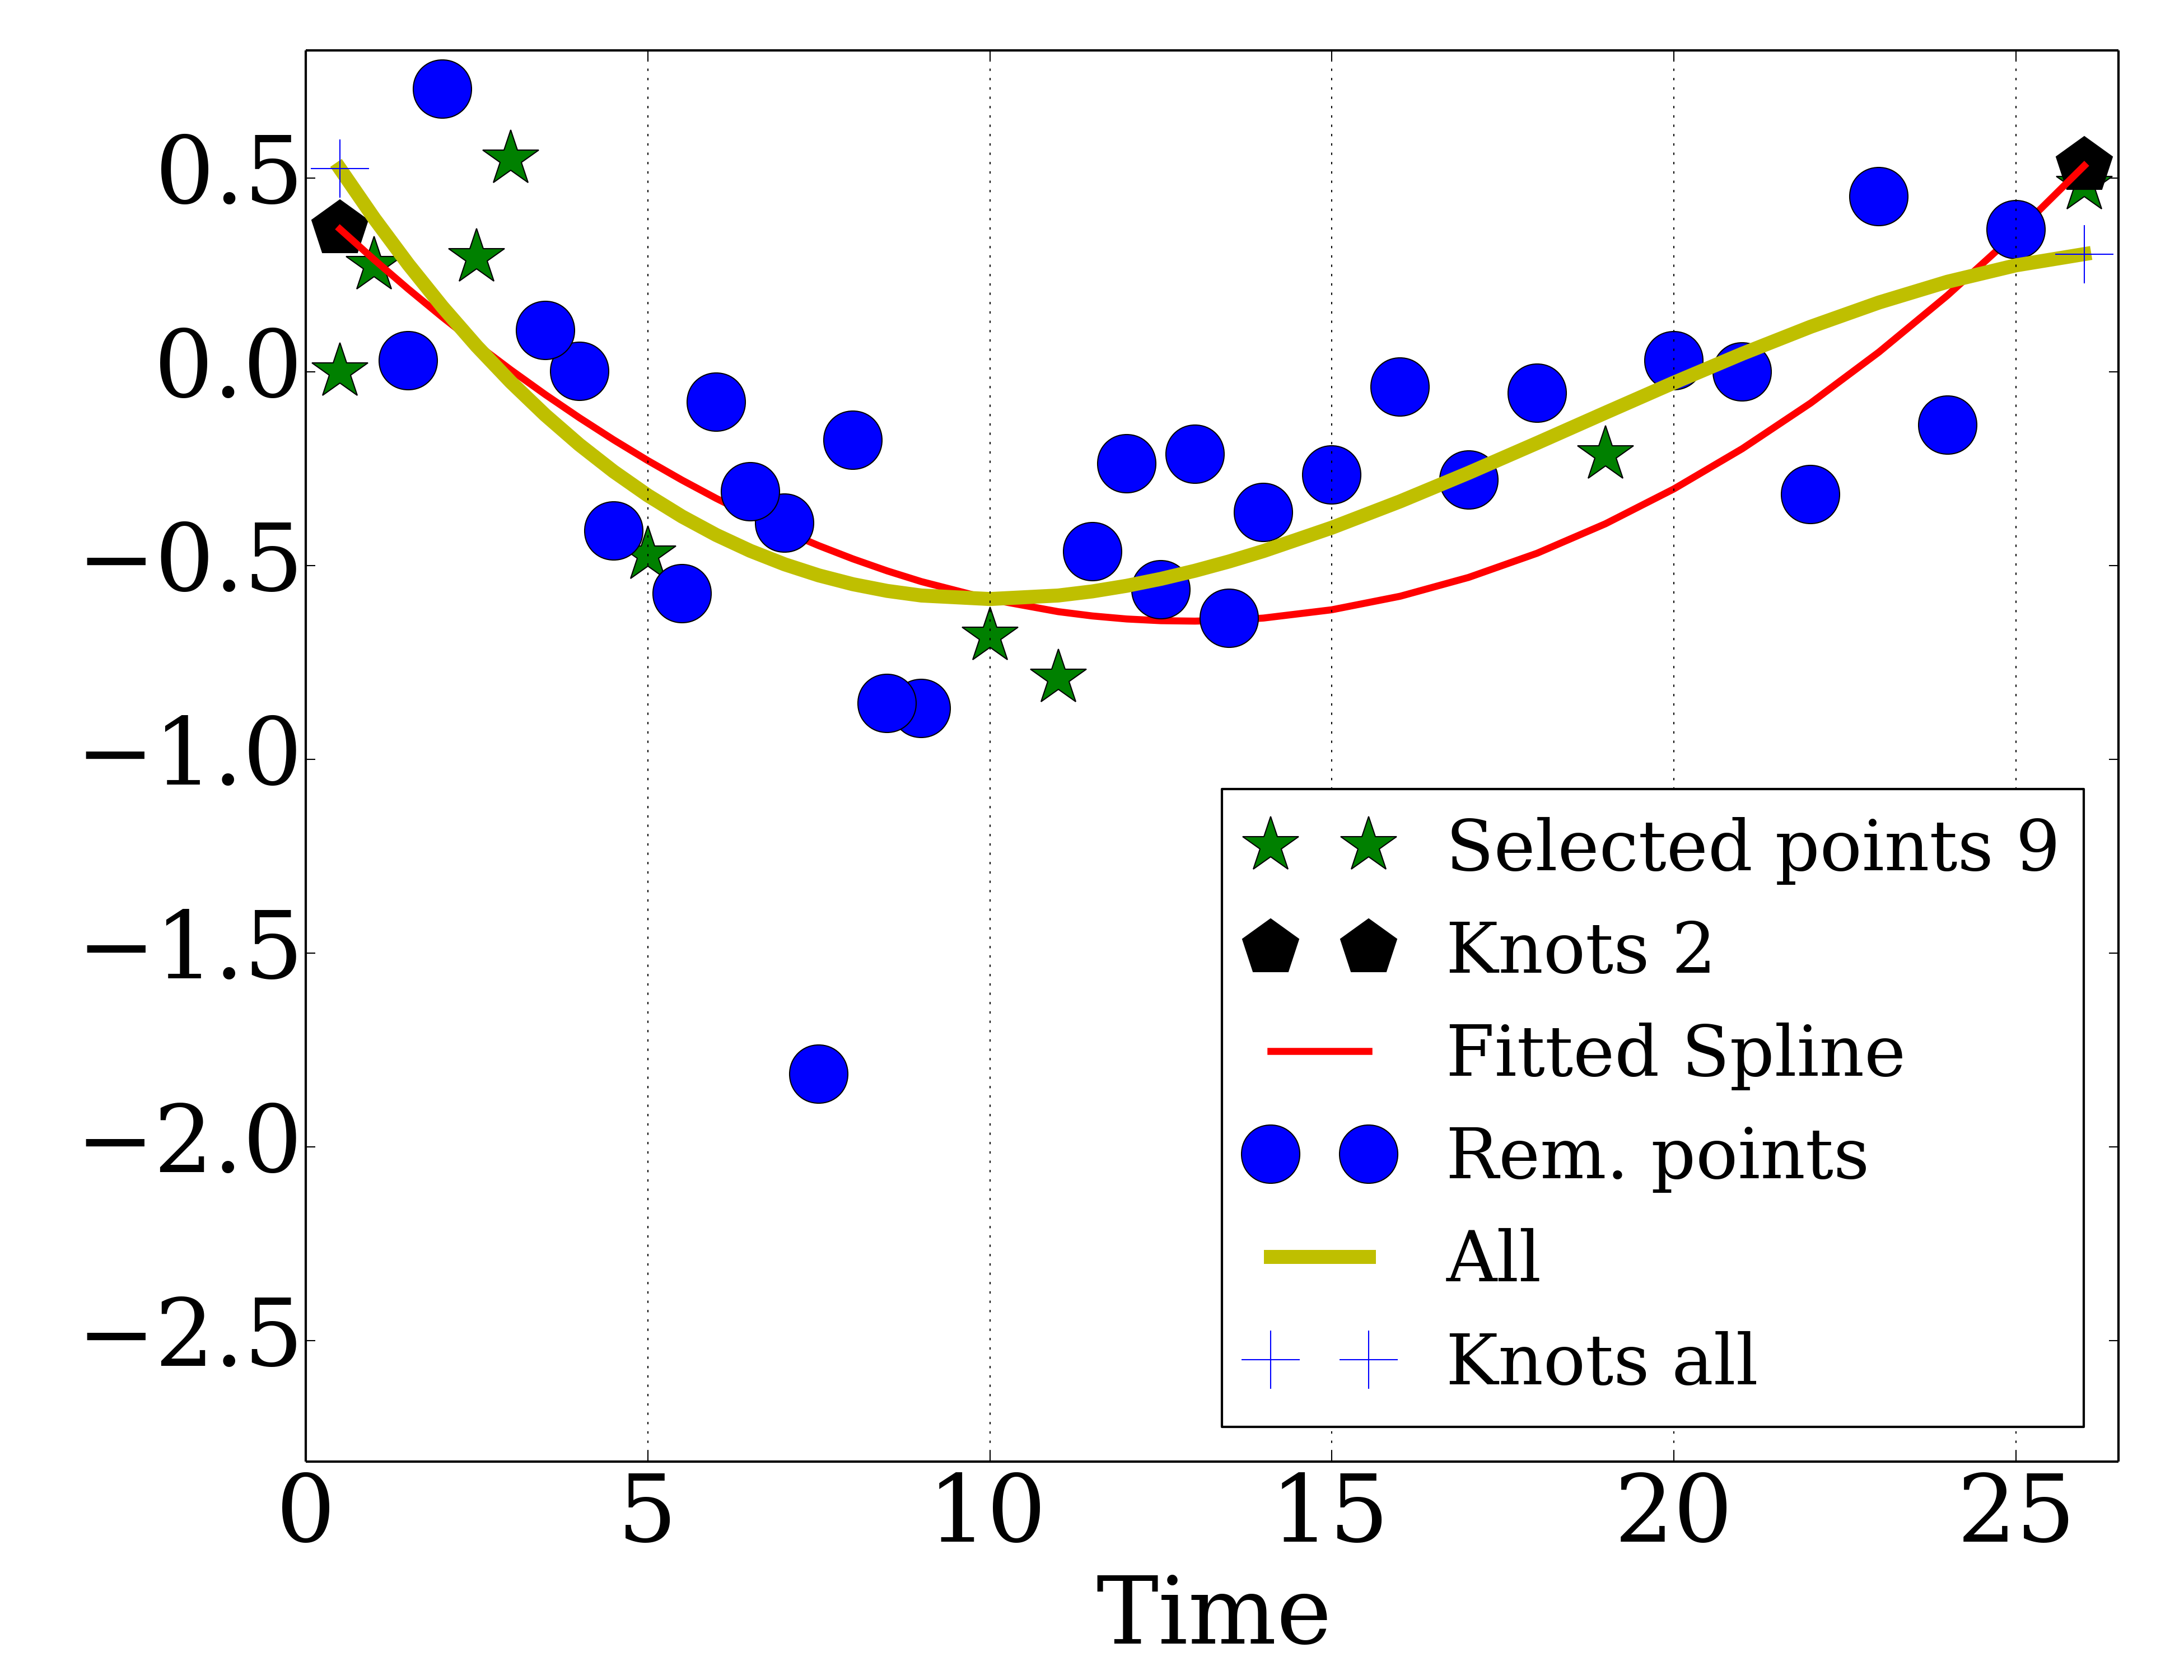 0.5
0.0
−0.5
−1.0
−1.5
−2.0
−2.5
Selected points 9
Knots 2
Fitted Spline
Rem. points
All
Knots all
0 5 10 15 20 25
Time